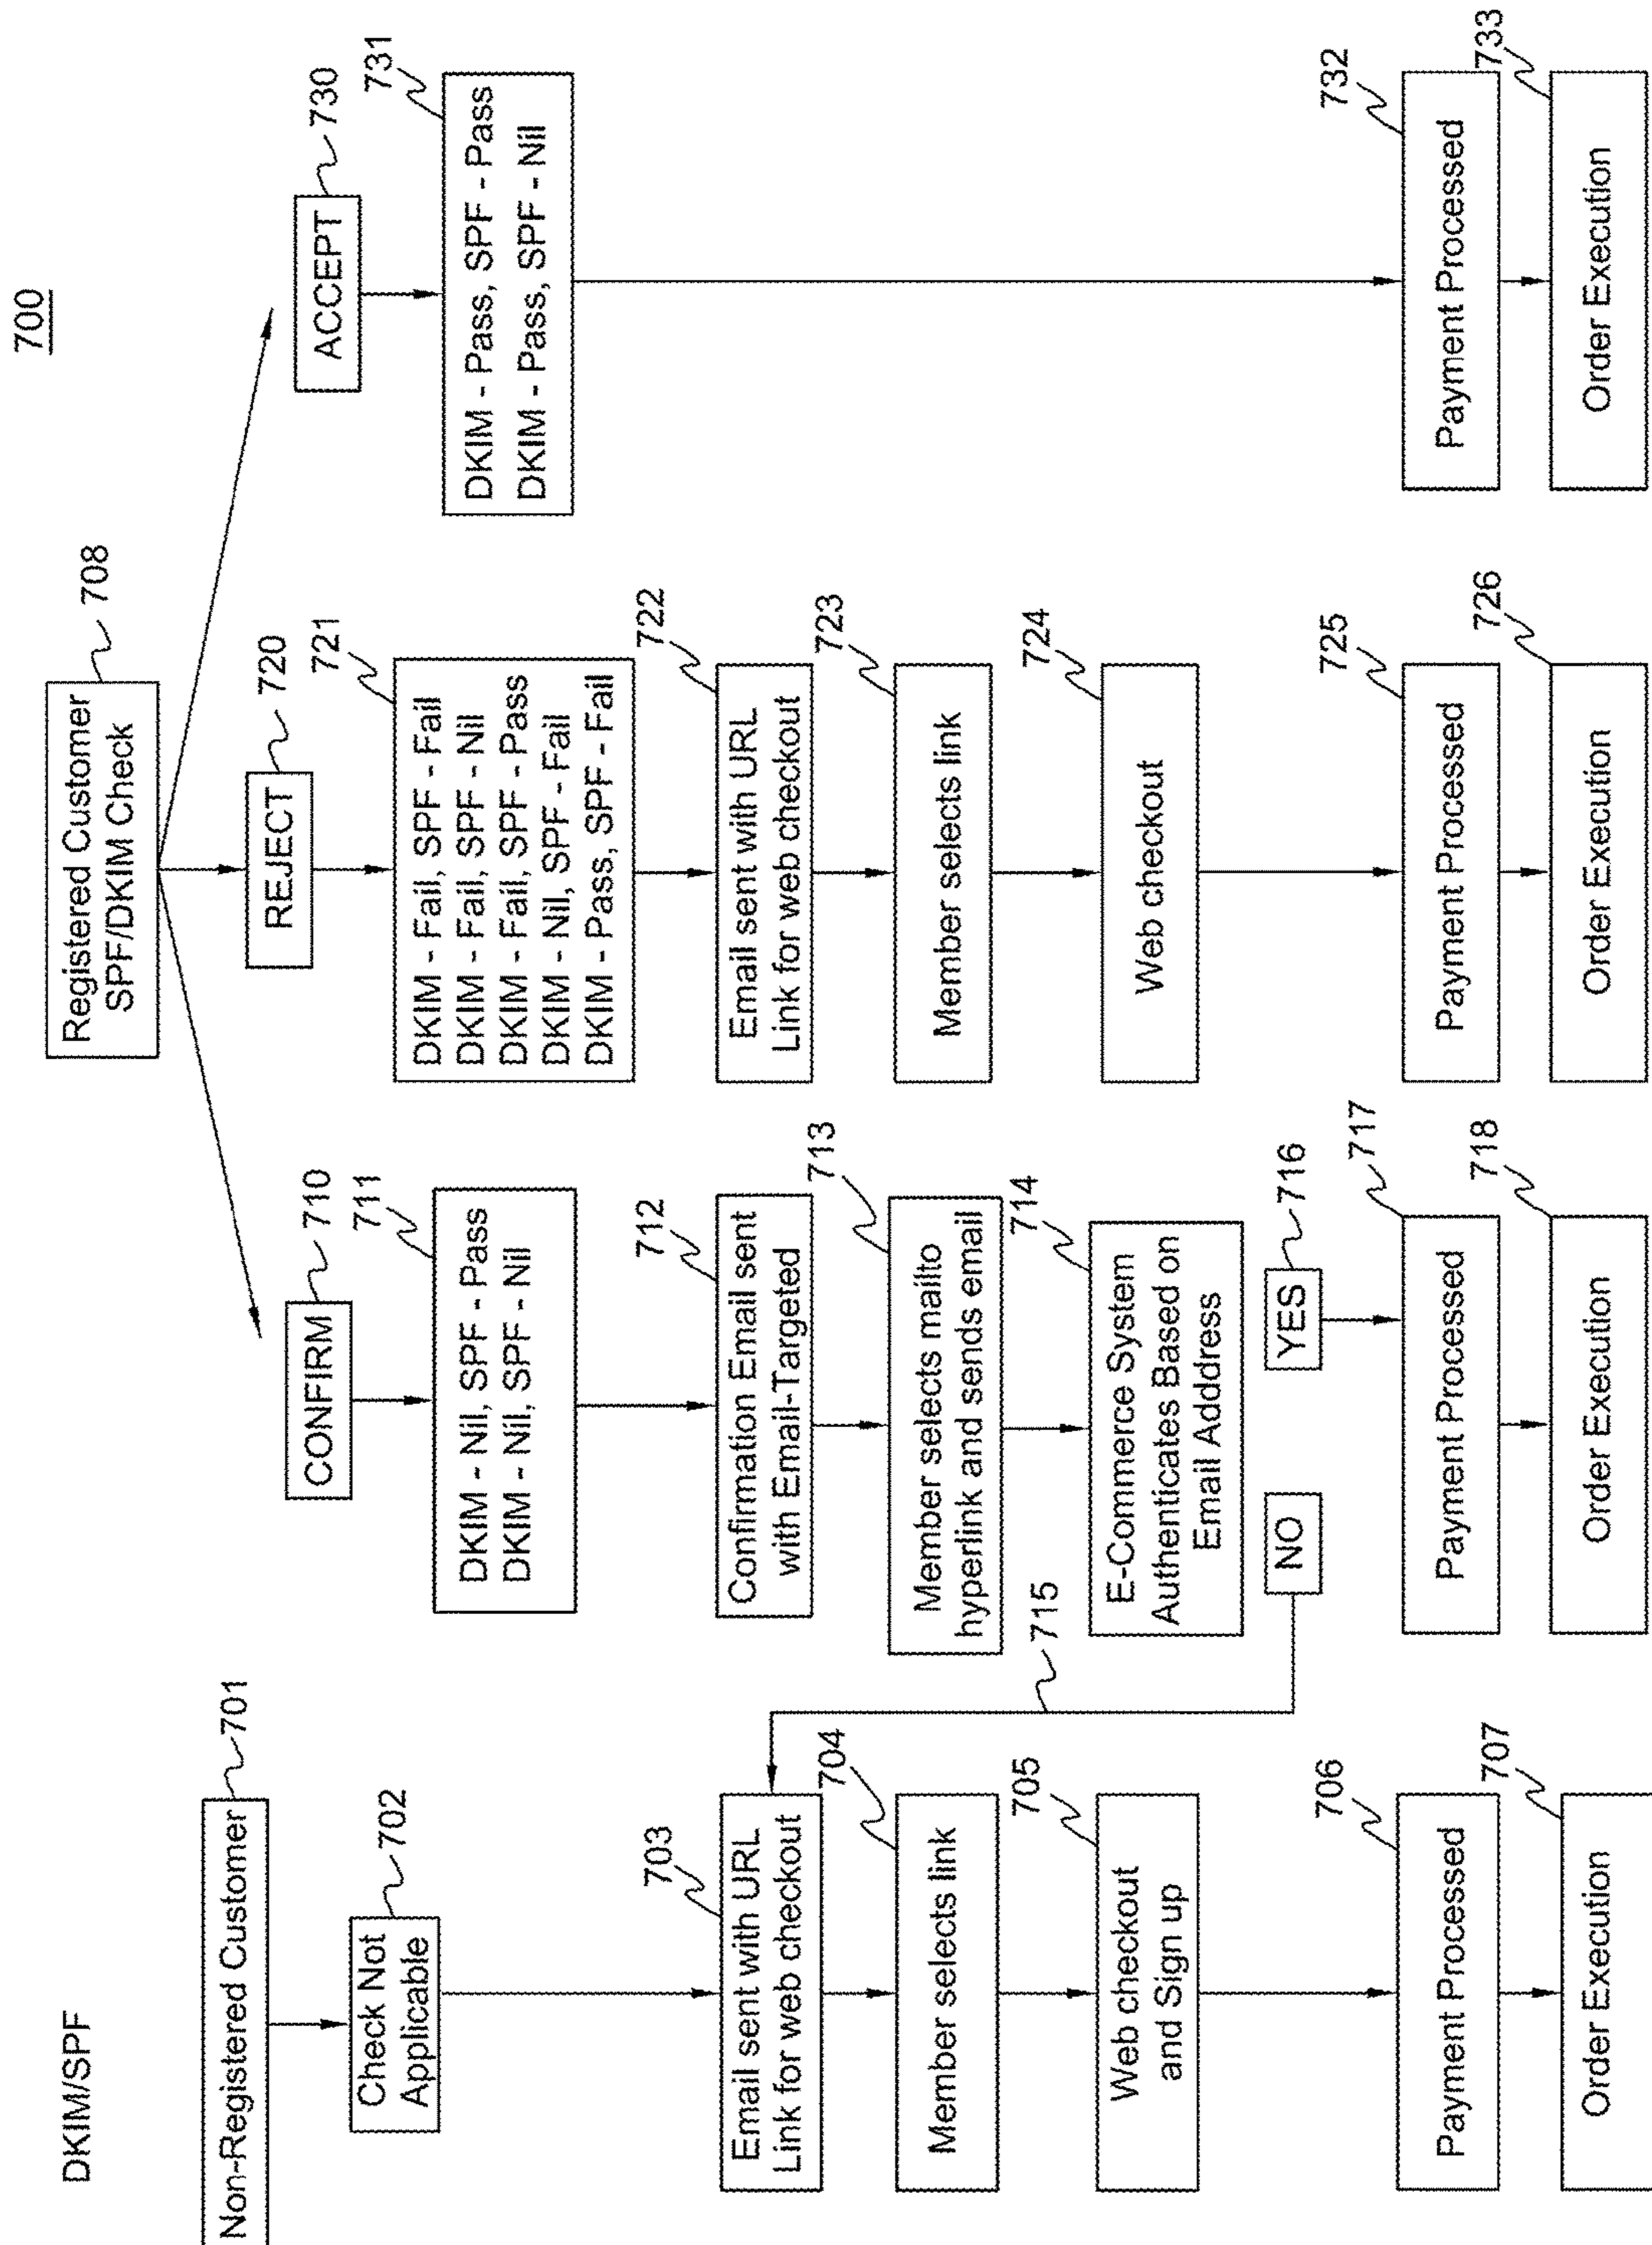 700
DKIM/SPF
Non-Registered Customer
701
Check Not
Applicable
702
703
Email sent with URL
Link for web checkout
704
Member selects link
705
Web checkout
and Sign up
706
Payment Processed
707
Order Execution
Registered Customer
SPF/DKIM Check
708
CONFIRM
710
711
DKIM - Nil, SPF - Pass
DKIM - Nil, SPF - Nil
712
Confirmation Email sent
with Email-Targeted
713
Member selects mailto
hyperlink and sends email
714
E-Commerce System
Authenticates Based on
Email Adddress
715
NO
YES
716
717
Payment Processed
718
Order Execution
REJECT
720
721
DKIM - Fail, SPF - Fail
DKIM - Fail, SPF - Nil
DKIM - Fail, SPF - Pass
DKIM - Nil, SPF - Fail
DKIM - Pass, SPF - Fail
722
Email sent with URL
Link for web checkout
723
Member selects link
724
Web checkout
725
Payment Processed
726
Order Execution
ACCEPT
730
731
DKIM - Pass, SPF - Pass
DKIM - Pass, SPF - Nil
732
Payment Processed
733
Order Execution